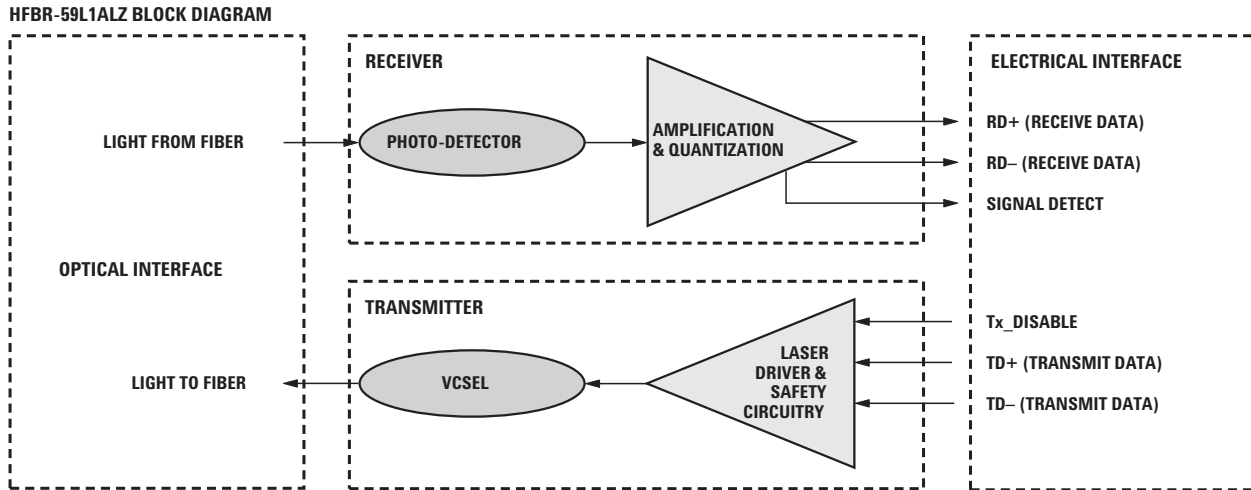 HFBR-59L1ALZ BLOCK DIAGRAM
OPTICAL INTERFACE
LIGHT FROM FIBER
LIGHT TO FIBER
RECEIVER
PHOTO-DETECTOR
AMPLIFICATION
& QUANTIZATION
TRANSMITTER
VCSEL
LASER
DRIVER &
SAFETY
CIRCUITRY
ELECTRICAL INTERFACE
RD+ (RECEIVE DATA)
RD– (RECEIVE DATA)
SIGNAL DETECT
Tx_DISABLE
TD+ (TRANSMIT DATA)
TD– (TRANSMIT DATA)